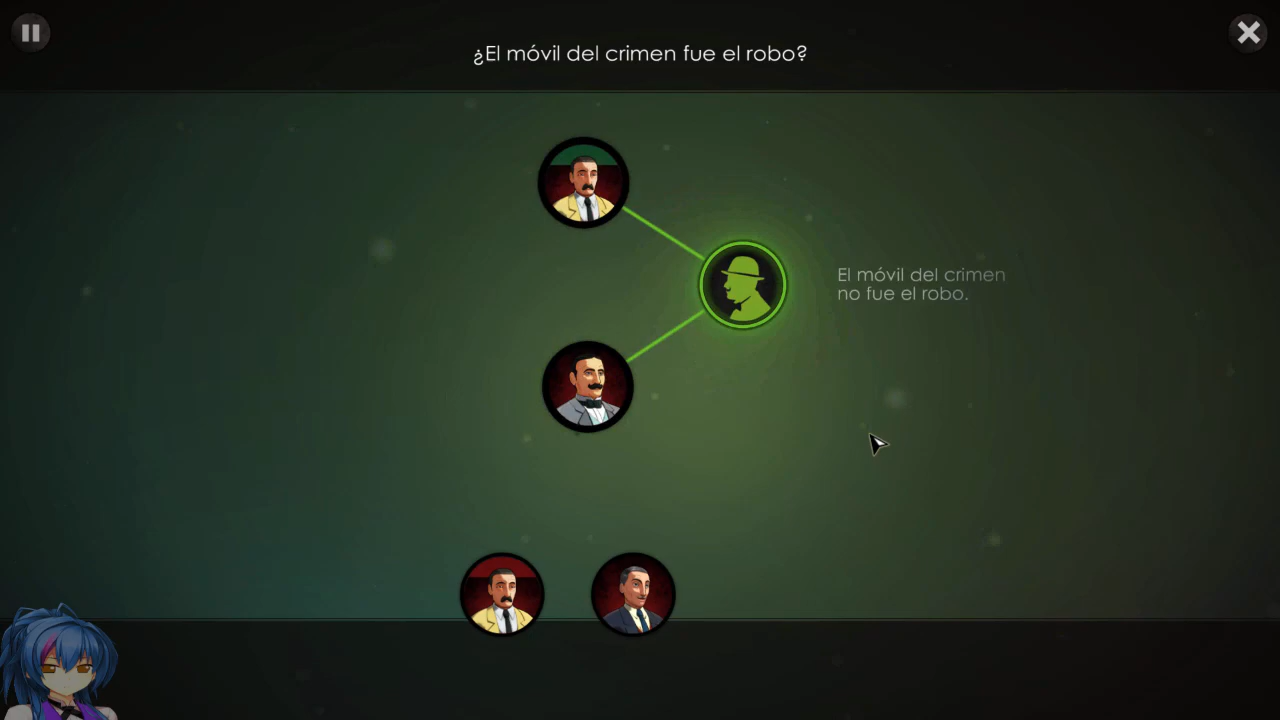 ¿El móvil del crimen fue el robo?
El móvil del crimen
no fue el robo.